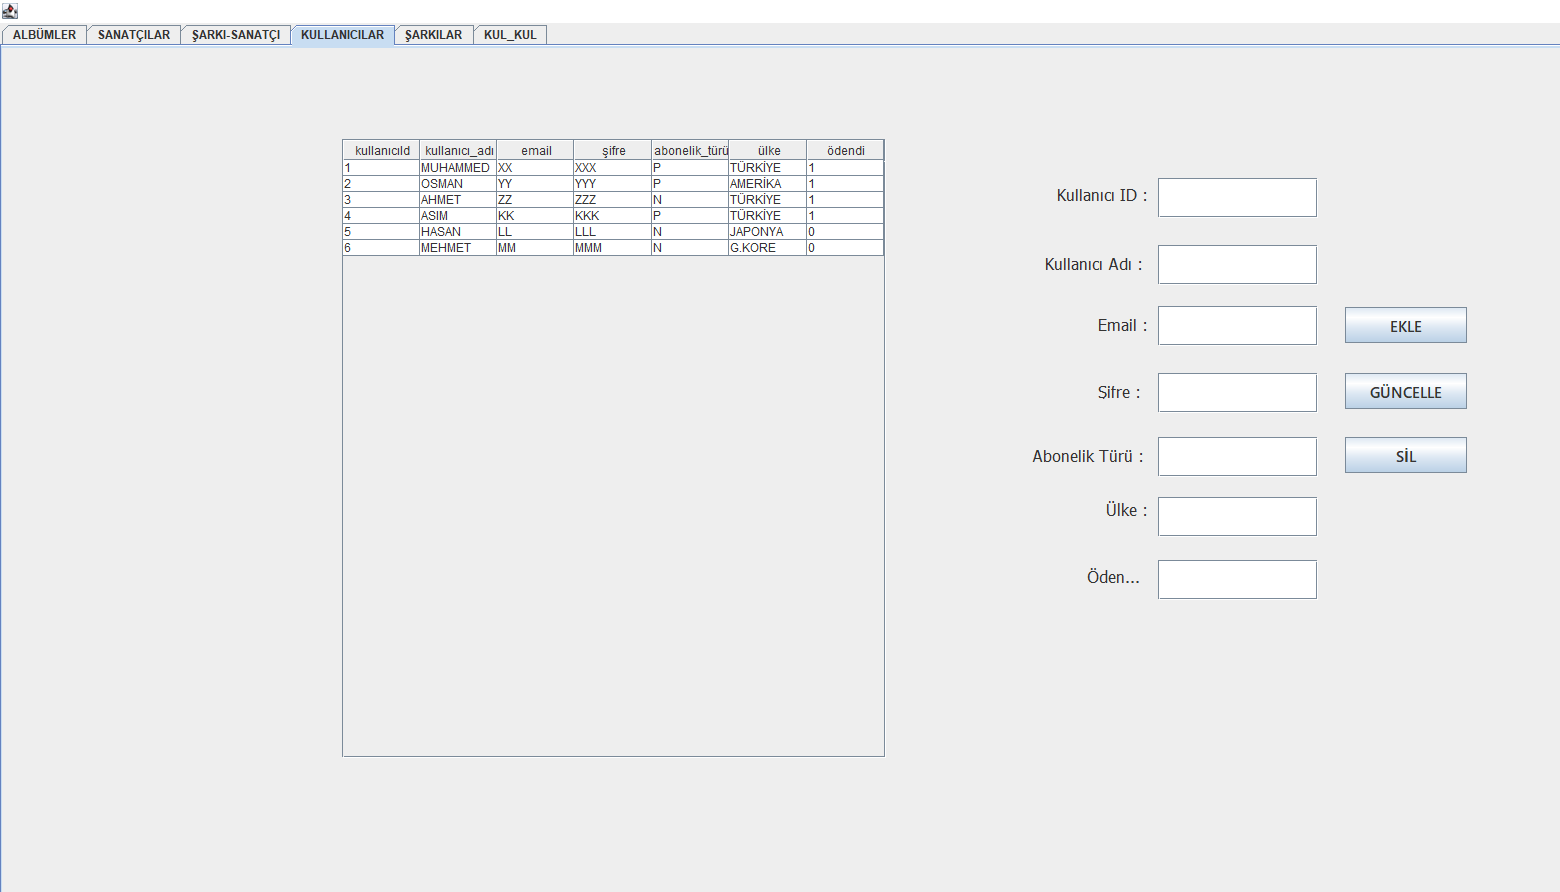 ALBÜMLER SANATÇILAR ŞARKI-SANATÇI KULLANICILAR ŞARKILAR KUL_KUL
kullanıcıId kullanıcı_adı email şifre abonelik_türü ülke ödendi
1 MUHAMMED XX XXX P TÜRKİYE 1
2 OSMAN YY YYY P AMERİKA 1
3 AHMET ZZ ZZZ N TÜRKİYE 1
4 ASIM KK KKK P TÜRKİYE 1
5 HASAN LL LLL N JAPONYA 0
6 MEHMET MM MMM N G.KORE 0
Kullanıcı ID :
Kullanıcı Adı :
Email :
EKLE
Şifre :
GÜNCELLE
Abonelik Türü :
SİL
Ülke :
Öden...